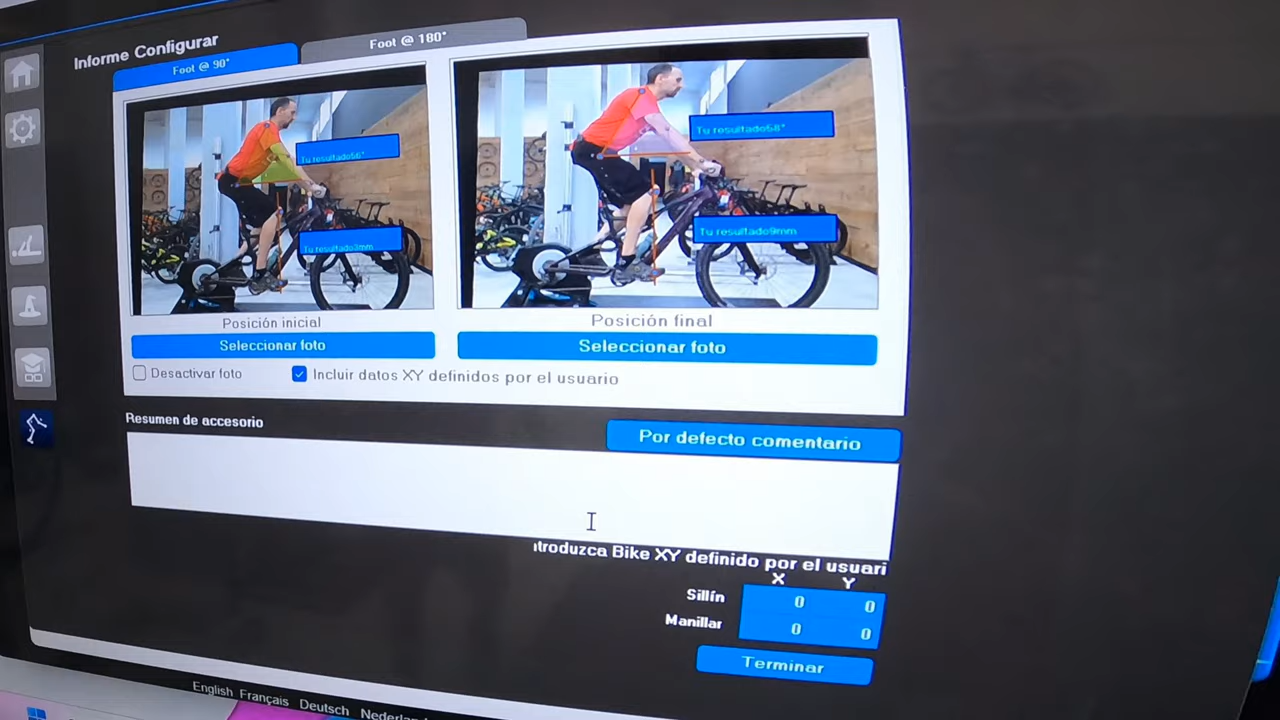 Informe Configurar
Foot @ 90°
Foot @ 180°
Tu resultado56°
Tu resultado3mm
Tu resultado58°
Tu resultado9mm
Posición inicial
Posición final
Seleccionar foto
Seleccionar foto
Desactivar foto
Incluir datos XY definidos por el usuario
Resumen de accesorio
Por defecto comentario
ntroduzca Bike XY definido por el usuari
X Y
Sillín 0 0
Manillar 0 0
Terminar
English Français Deutsch Nederlan